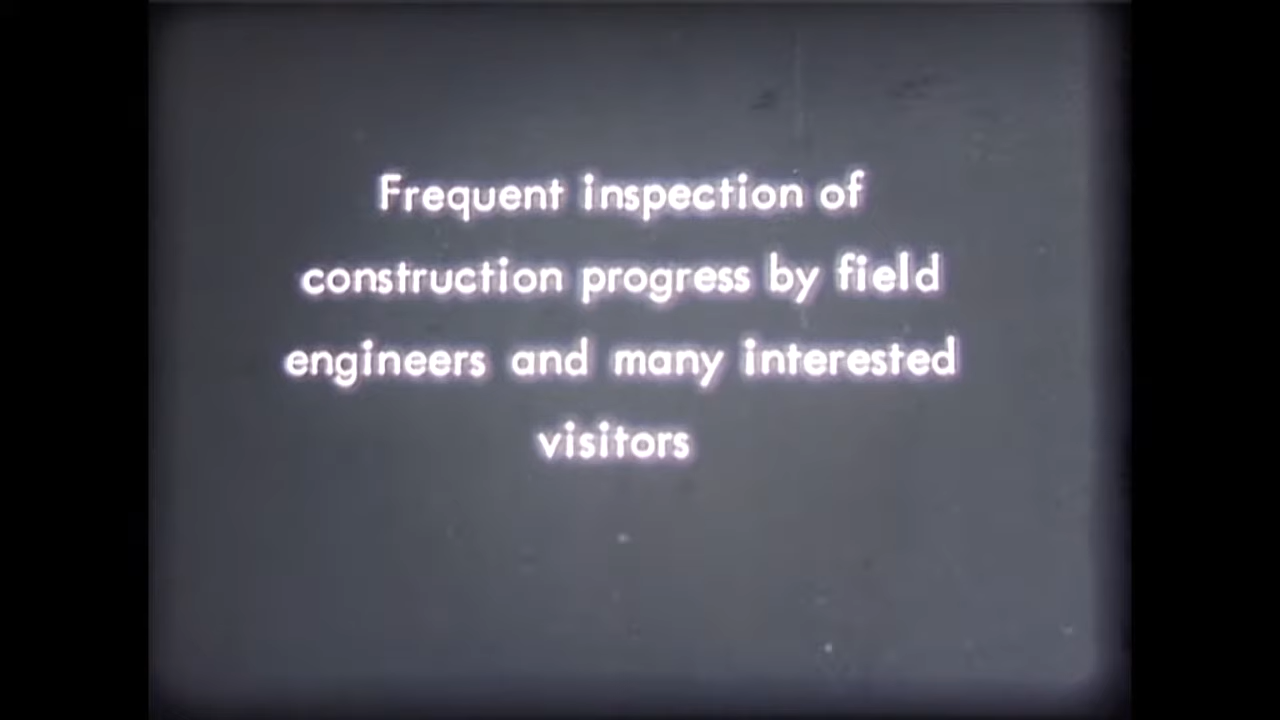 Frequent inspection of
construction progress by field
engineers and many interested
visitors